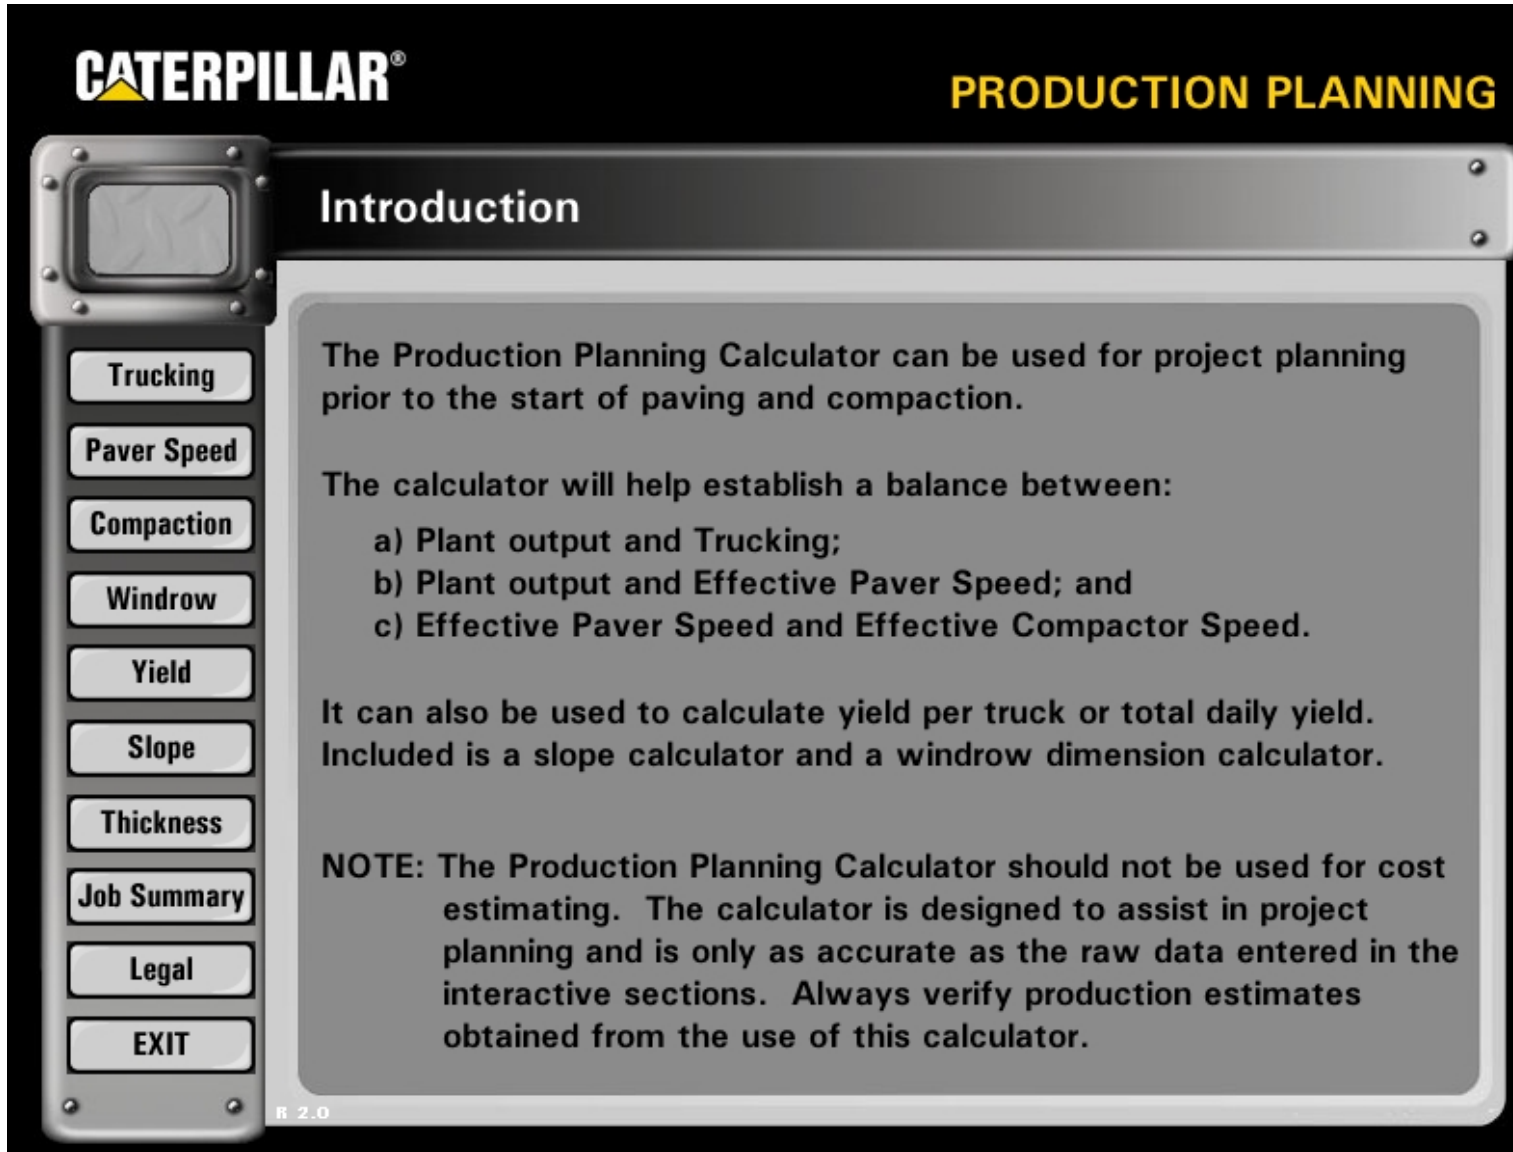 CATERPILLAR®
PRODUCTION PLANNING
Introduction
Trucking
Paver Speed
Compaction
Windrow
Yield
Slope
Thickness
Job Summary
Legal
EXIT
The Production Planning Calculator can be used for project planning
prior to the start of paving and compaction.
The calculator will help establish a balance between:
a) Plant output and Trucking;
b) Plant output and Effective Paver Speed; and
c) Effective Paver Speed and Effective Compactor Speed.
It can also be used to calculate yield per truck or total daily yield.
Included is a slope calculator and a windrow dimension calculator.
NOTE: The Production Planning Calculator should not be used for cost
estimating. The calculator is designed to assist in project
planning and is only as accurate as the raw data entered in the
interactive sections. Always verify production estimates
obtained from the use of this calculator.
R 2.0